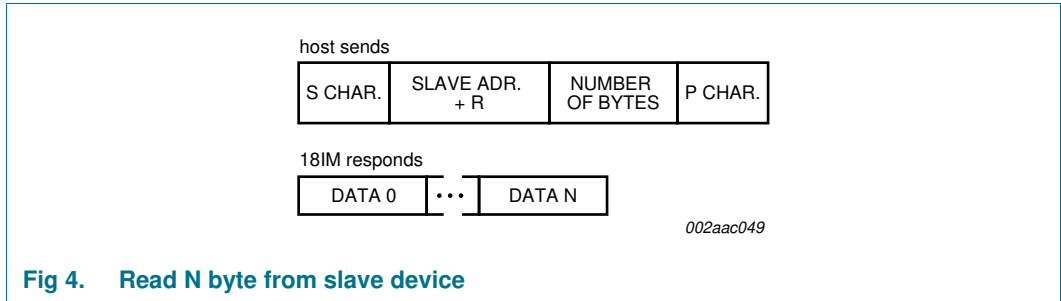 host sends
S CHAR. SLAVE ADR. + R NUMBER OF BYTES P CHAR.
18IM responds
DATA 0 ••• DATA N
002aac049
Fig 4. Read N byte from slave device